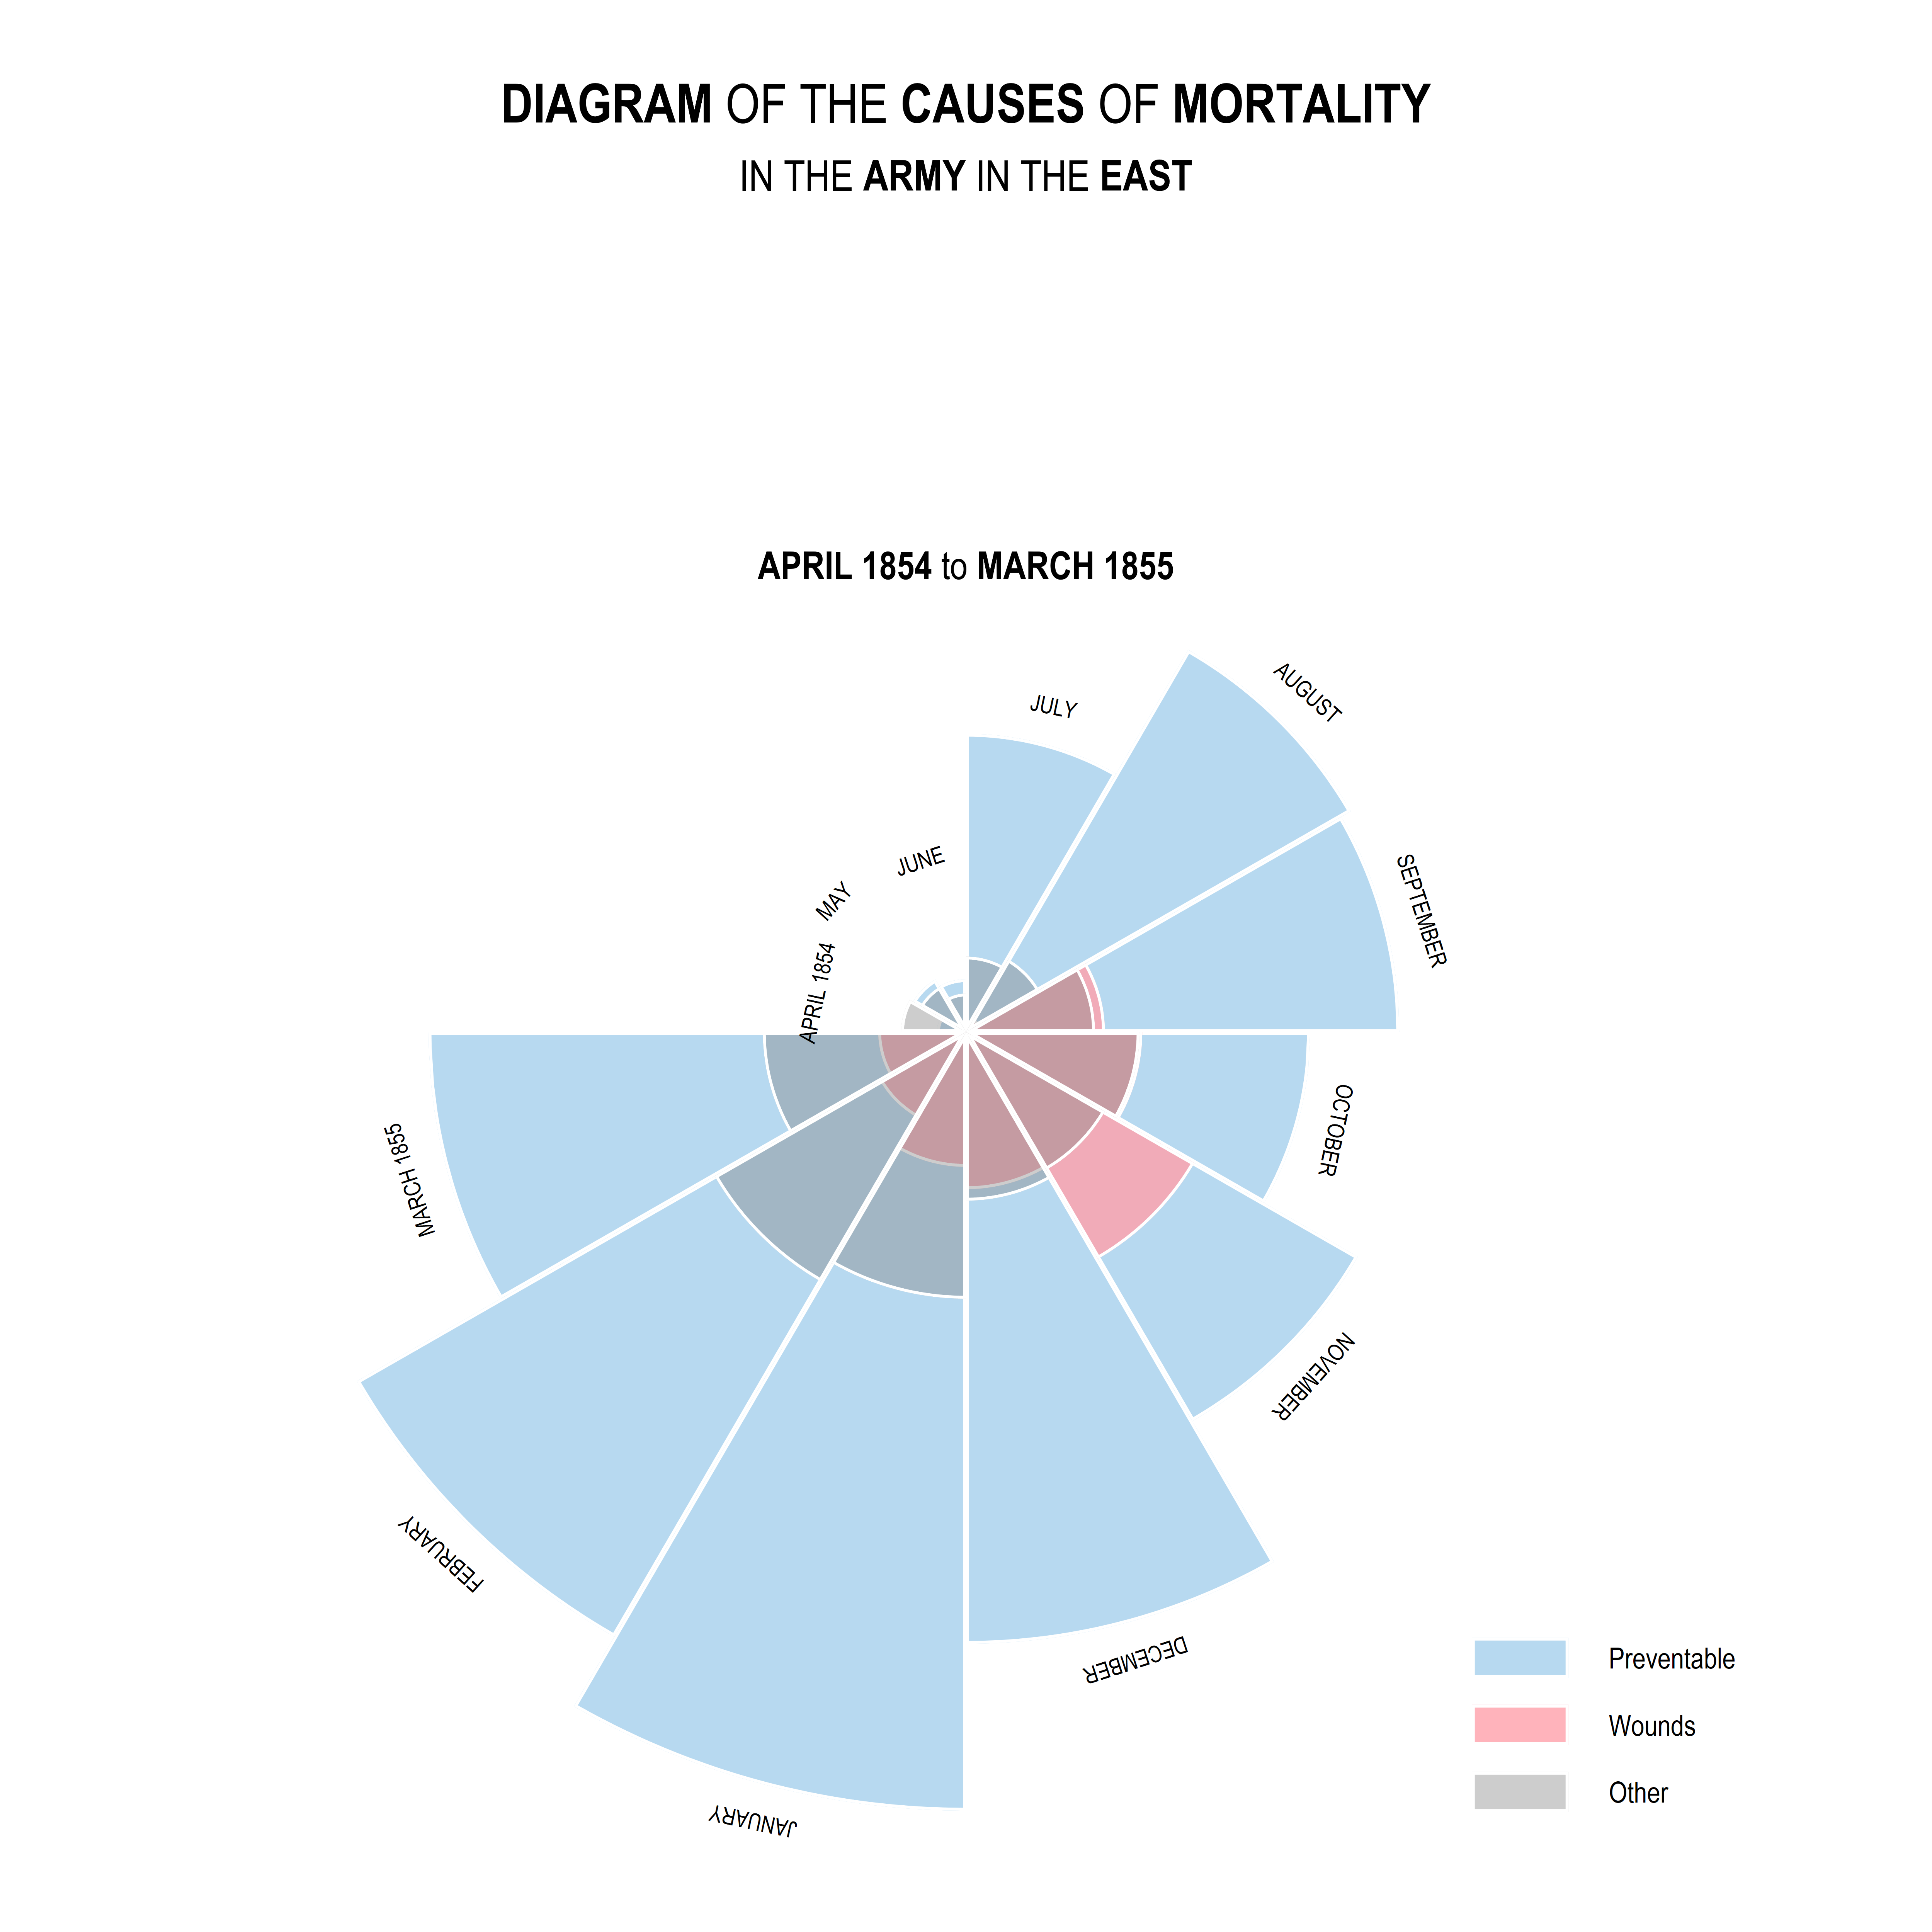 DIAGRAM OF THE CAUSES OF MORTALITY
IN THE ARMY IN THE EAST
APRIL 1854 to MARCH 1855
APRIL 1854
MAY
JUNE
JULY
AUGUST
SEPTEMBER
OCTOBER
NOVEMBER
DECEMBER
JANUARY
FEBRUARY
MARCH 1855
Preventable
Wounds
Other